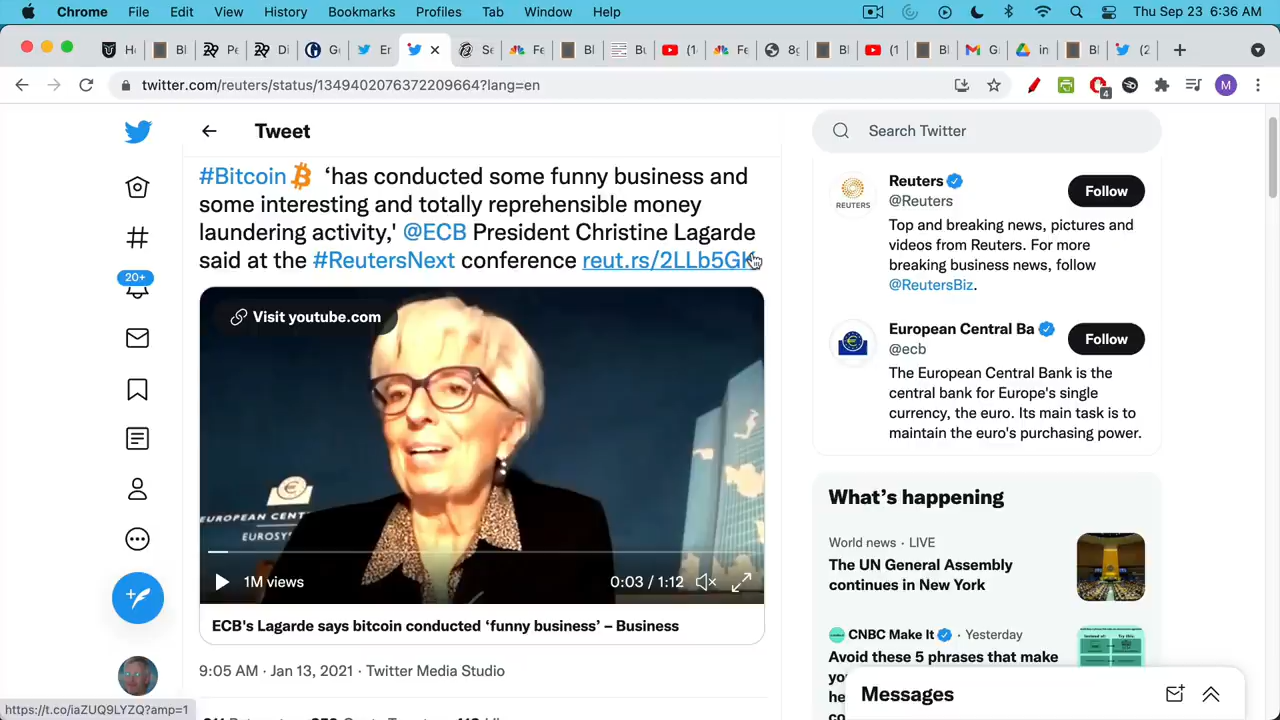 Chrome File Edit View History Bookmarks Profiles Tab Window Help Thu Sep 23 6:36 AM
twitter.com/reuters/status/1349402076372209664?lang=en
4
M
Tweet
#Bitcoin ‘has conducted some funny business and
some interesting and totally reprehensible money
laundering activity,' @ECB President Christine Lagarde
said at the #ReutersNext conference reut.rs/2LLb5GK
Visit youtube.com
EUROPEAN CENT
EUROSY
1M views 0:03 / 1:12
ECB's Lagarde says bitcoin conducted ‘funny business’ – Business
9:05 AM · Jan 13, 2021 · Twitter Media Studio
20+
https://t.co/iaZUQ9LYZQ?amp=1
Search Twitter
REUTERS
Reuters
@Reuters
Follow
Top and breaking news, pictures and
videos from Reuters. For more
breaking business news, follow
@ReutersBiz.
European Central Ba
@ecb
Follow
The European Central Bank is the
central bank for Europe's single
currency, the euro. Its main task is to
maintain the euro's purchasing power.
What’s happening
World news · LIVE
The UN General Assembly
continues in New York
CNBC Make It · Yesterday
Avoid these 5 phrases that make
Messages